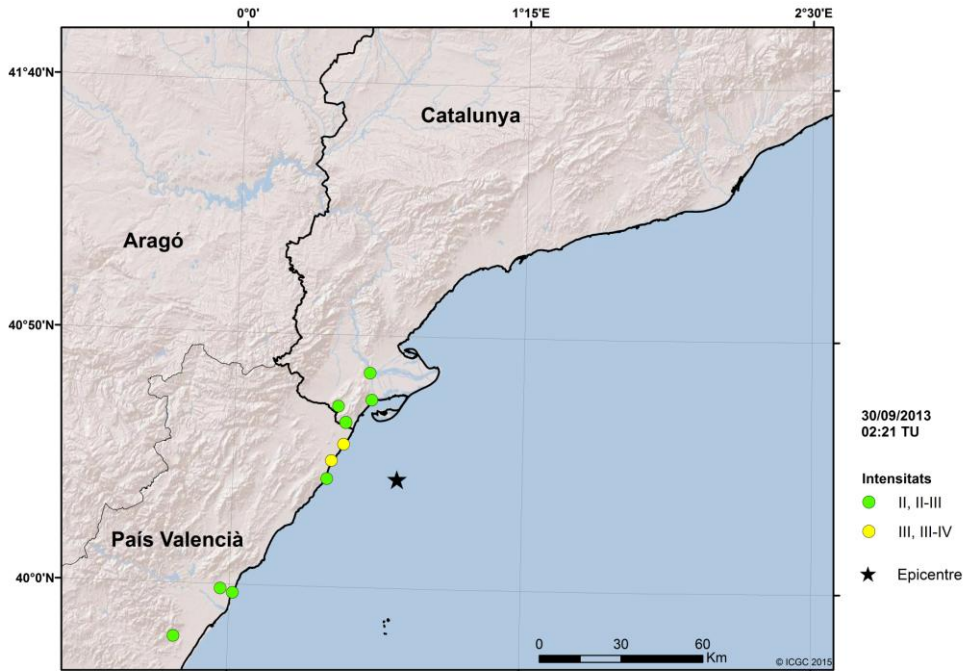 0°0' 1°15'E 2°30'E
41°40'N
Catalunya
Aragó
40°50'N
30/09/2013
02:21 TU
Intensitats
II, II-III
III, III-IV
País Valencià
40°0'N
Epicentre
0 30 60
Km
© ICGC 2015